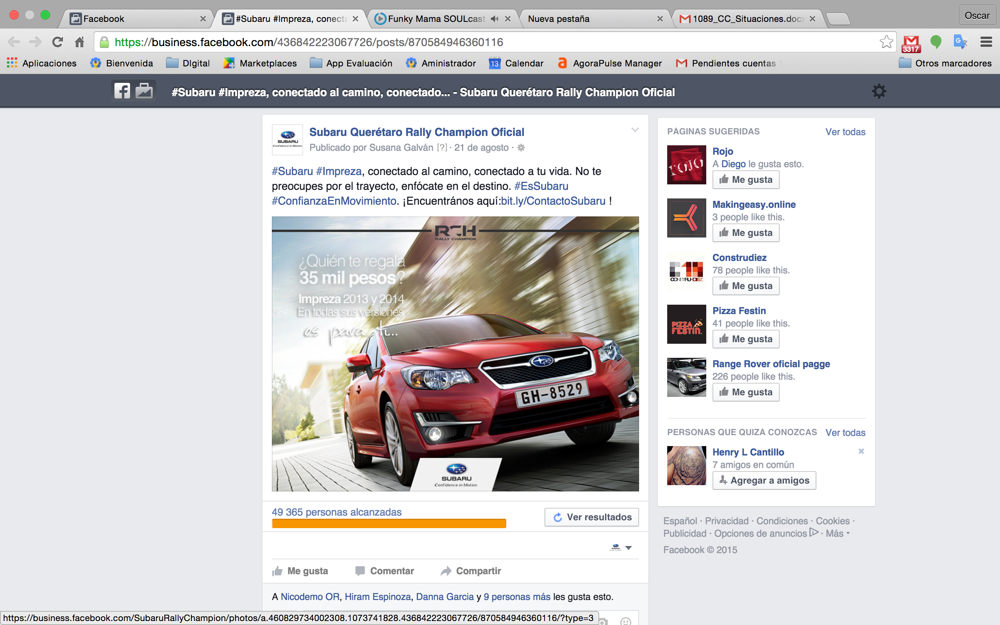 Facebook
#Subaru #Impreza, conecta
Funky Mama SOULcast
Nueva pestaña
1089_CC_Situaciones.docx
Oscar
https://business.facebook.com/436842223067726/posts/870584946360116
3317
Aplicaciones
Bienvenida
DIgital
Marketplaces
App Evaluación
Aministrador
13
Calendar
AgoraPulse Manager
Pendientes cuentas
Otros marcadores
#Subaru #Impreza, conectado al camino, conectado... - Subaru Querétaro Rally Champion Oficial
SUBARU
Confidence in Motion
Subaru Querétaro Rally Champion Oficial
Publicado por Susana Galván [?] · 21 de agosto ·
#Subaru #Impreza, conectado al camino, conectado a tu vida. No te
preocupes por el trayecto, enfócate en el destino. #EsSubaru
#ConfianzaEnMovimiento. ¡Encuentrános aquí:bit.ly/ContactoSubaru !
RCH
RALLY CHAMPION
¿Quién te regala
35 mil pesos?
Impreza 2013 y 2014
En todas sus versiones
es para ti...
GH-8529
SUBARU
Confidence in Motion
49 365 personas alcanzadas
Ver resultados
Me gusta
Comentar
Compartir
A Nicodemo OR, Hiram Espinoza, Danna Garcia y 9 personas más les gusta esto.
https://business.facebook.com/SubaruRallyChampion/photos/a.460829734002308.1073741828.436842223067726/870584946360116/?type=3
PÁGINAS SUGERIDAS
Ver todas
ROJO
Rojo
A Diego le gusta esto.
Me gusta
Makingeasy.online
3 people like this.
Me gusta
CONSTRU-DIEZ
Construdiez
78 people like this.
Me gusta
PIZZA
FESTIN
Pizza Festin
41 people like this.
Me gusta
Range Rover oficial pagge
226 people like this.
Me gusta
PERSONAS QUE QUIZÁ CONOZCAS
Ver todas
Henry L Cantillo
7 amigos en común
Agregar a amigos
Español · Privacidad · Condiciones · Cookies ·
Publicidad · Opciones de anuncios · Más
Facebook © 2015